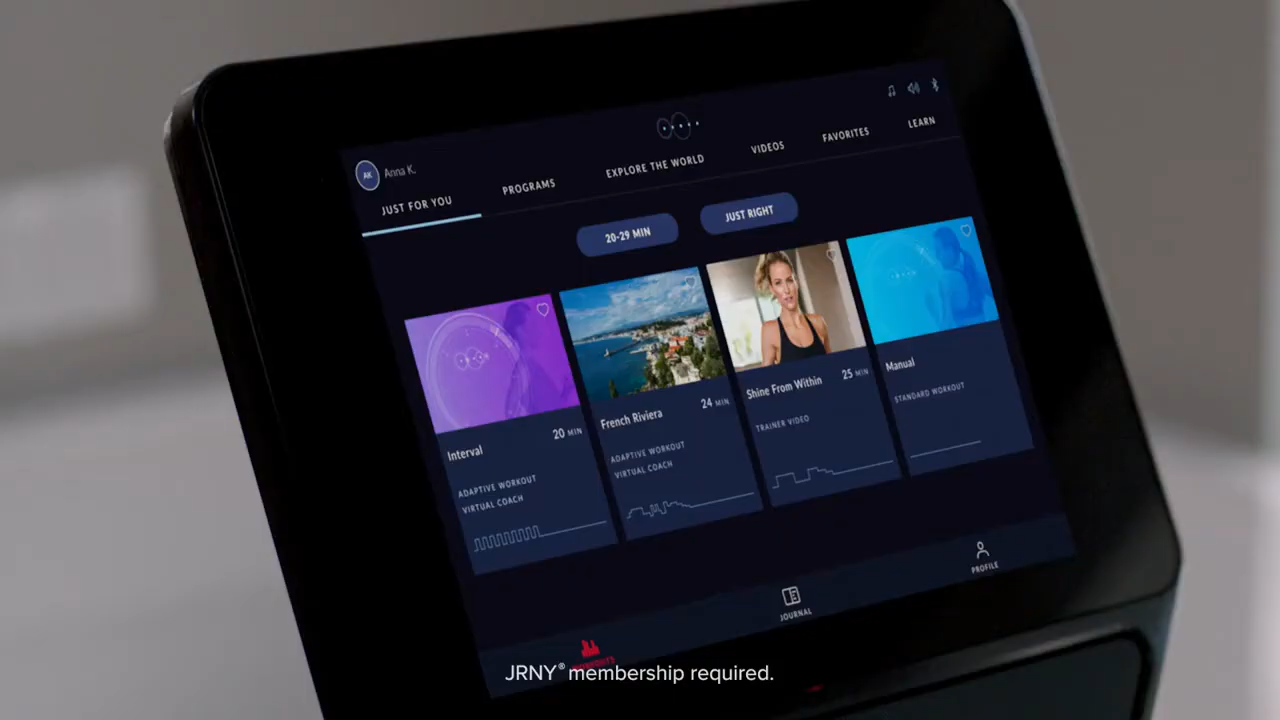 AK Anna K.
JUST FOR YOU
PROGRAMS
EXPLORE THE WORLD
VIDEOS
FAVORITES
LEARN
20-29 MIN
JUST RIGHT
Interval
20 MIN
ADAPTIVE WORKOUT
VIRTUAL COACH
French Riviera
24 MIN
ADAPTIVE WORKOUT
VIRTUAL COACH
Shine From Within
25 MIN
TRAINER VIDEO
Manual
STANDARD WORKOUT
JOURNAL
PROFILE
JRNY® membership required.